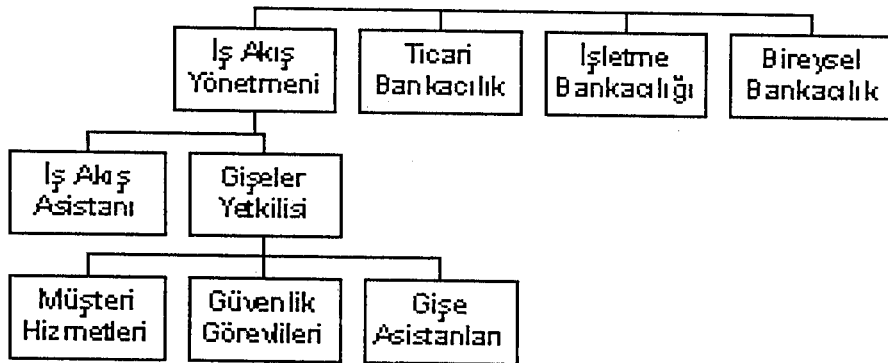 İş Akış
Yönetmeni
Ticari
Bankacılık
İşletme
Bankacılığı
Bireysel
Bankacılık
İş Akış
Asistanı
Gişeler
Yetkilisi
Müşteri
Hizmetleri
Güvenlik
Görevlileri
Gişe
Asistanları